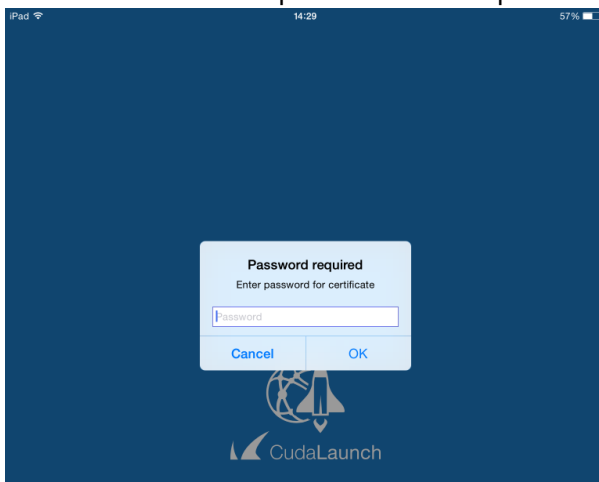 iPad 14:29 57%
Password required
Enter password for certificate
Password
Cancel OK
CudaLaunch